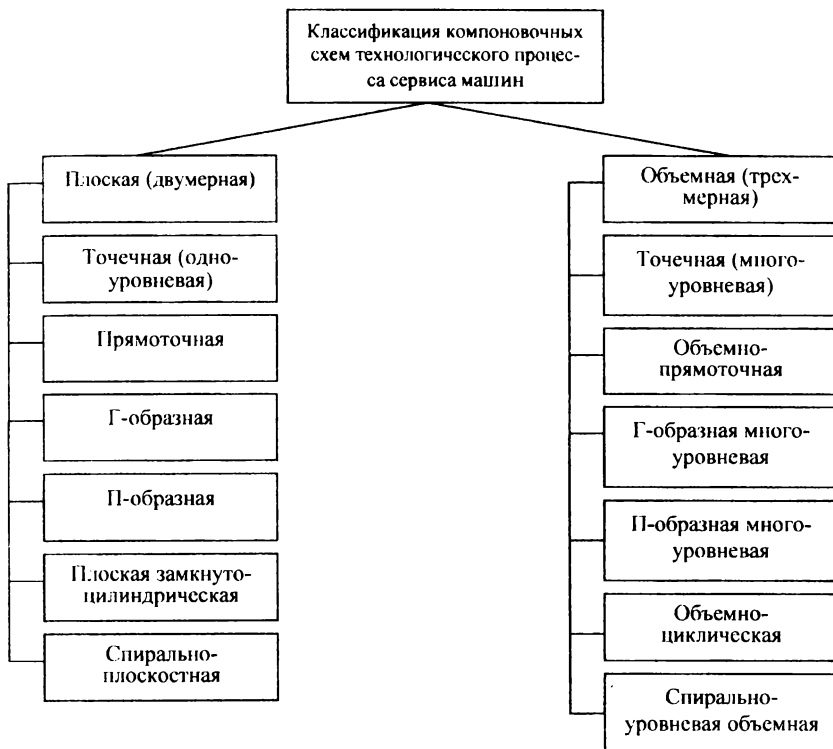 Классификация компоновочных
схем технологического процес-
са сервиса машин
Плоская (двумерная)
Точечная (одно-
уровневая)
Прямоточная
Г-образная
П-образная
Плоская замкнуто-
цилиндрическая
Спирально-
плоскостная
Объемная (трех-
мерная)
Точечная (много-
уровневая)
Объемно-
прямоточная
Г-образная много-
уровневая
П-образная много-
уровневая
Объемно-
циклическая
Спирально-
уровневая объемная